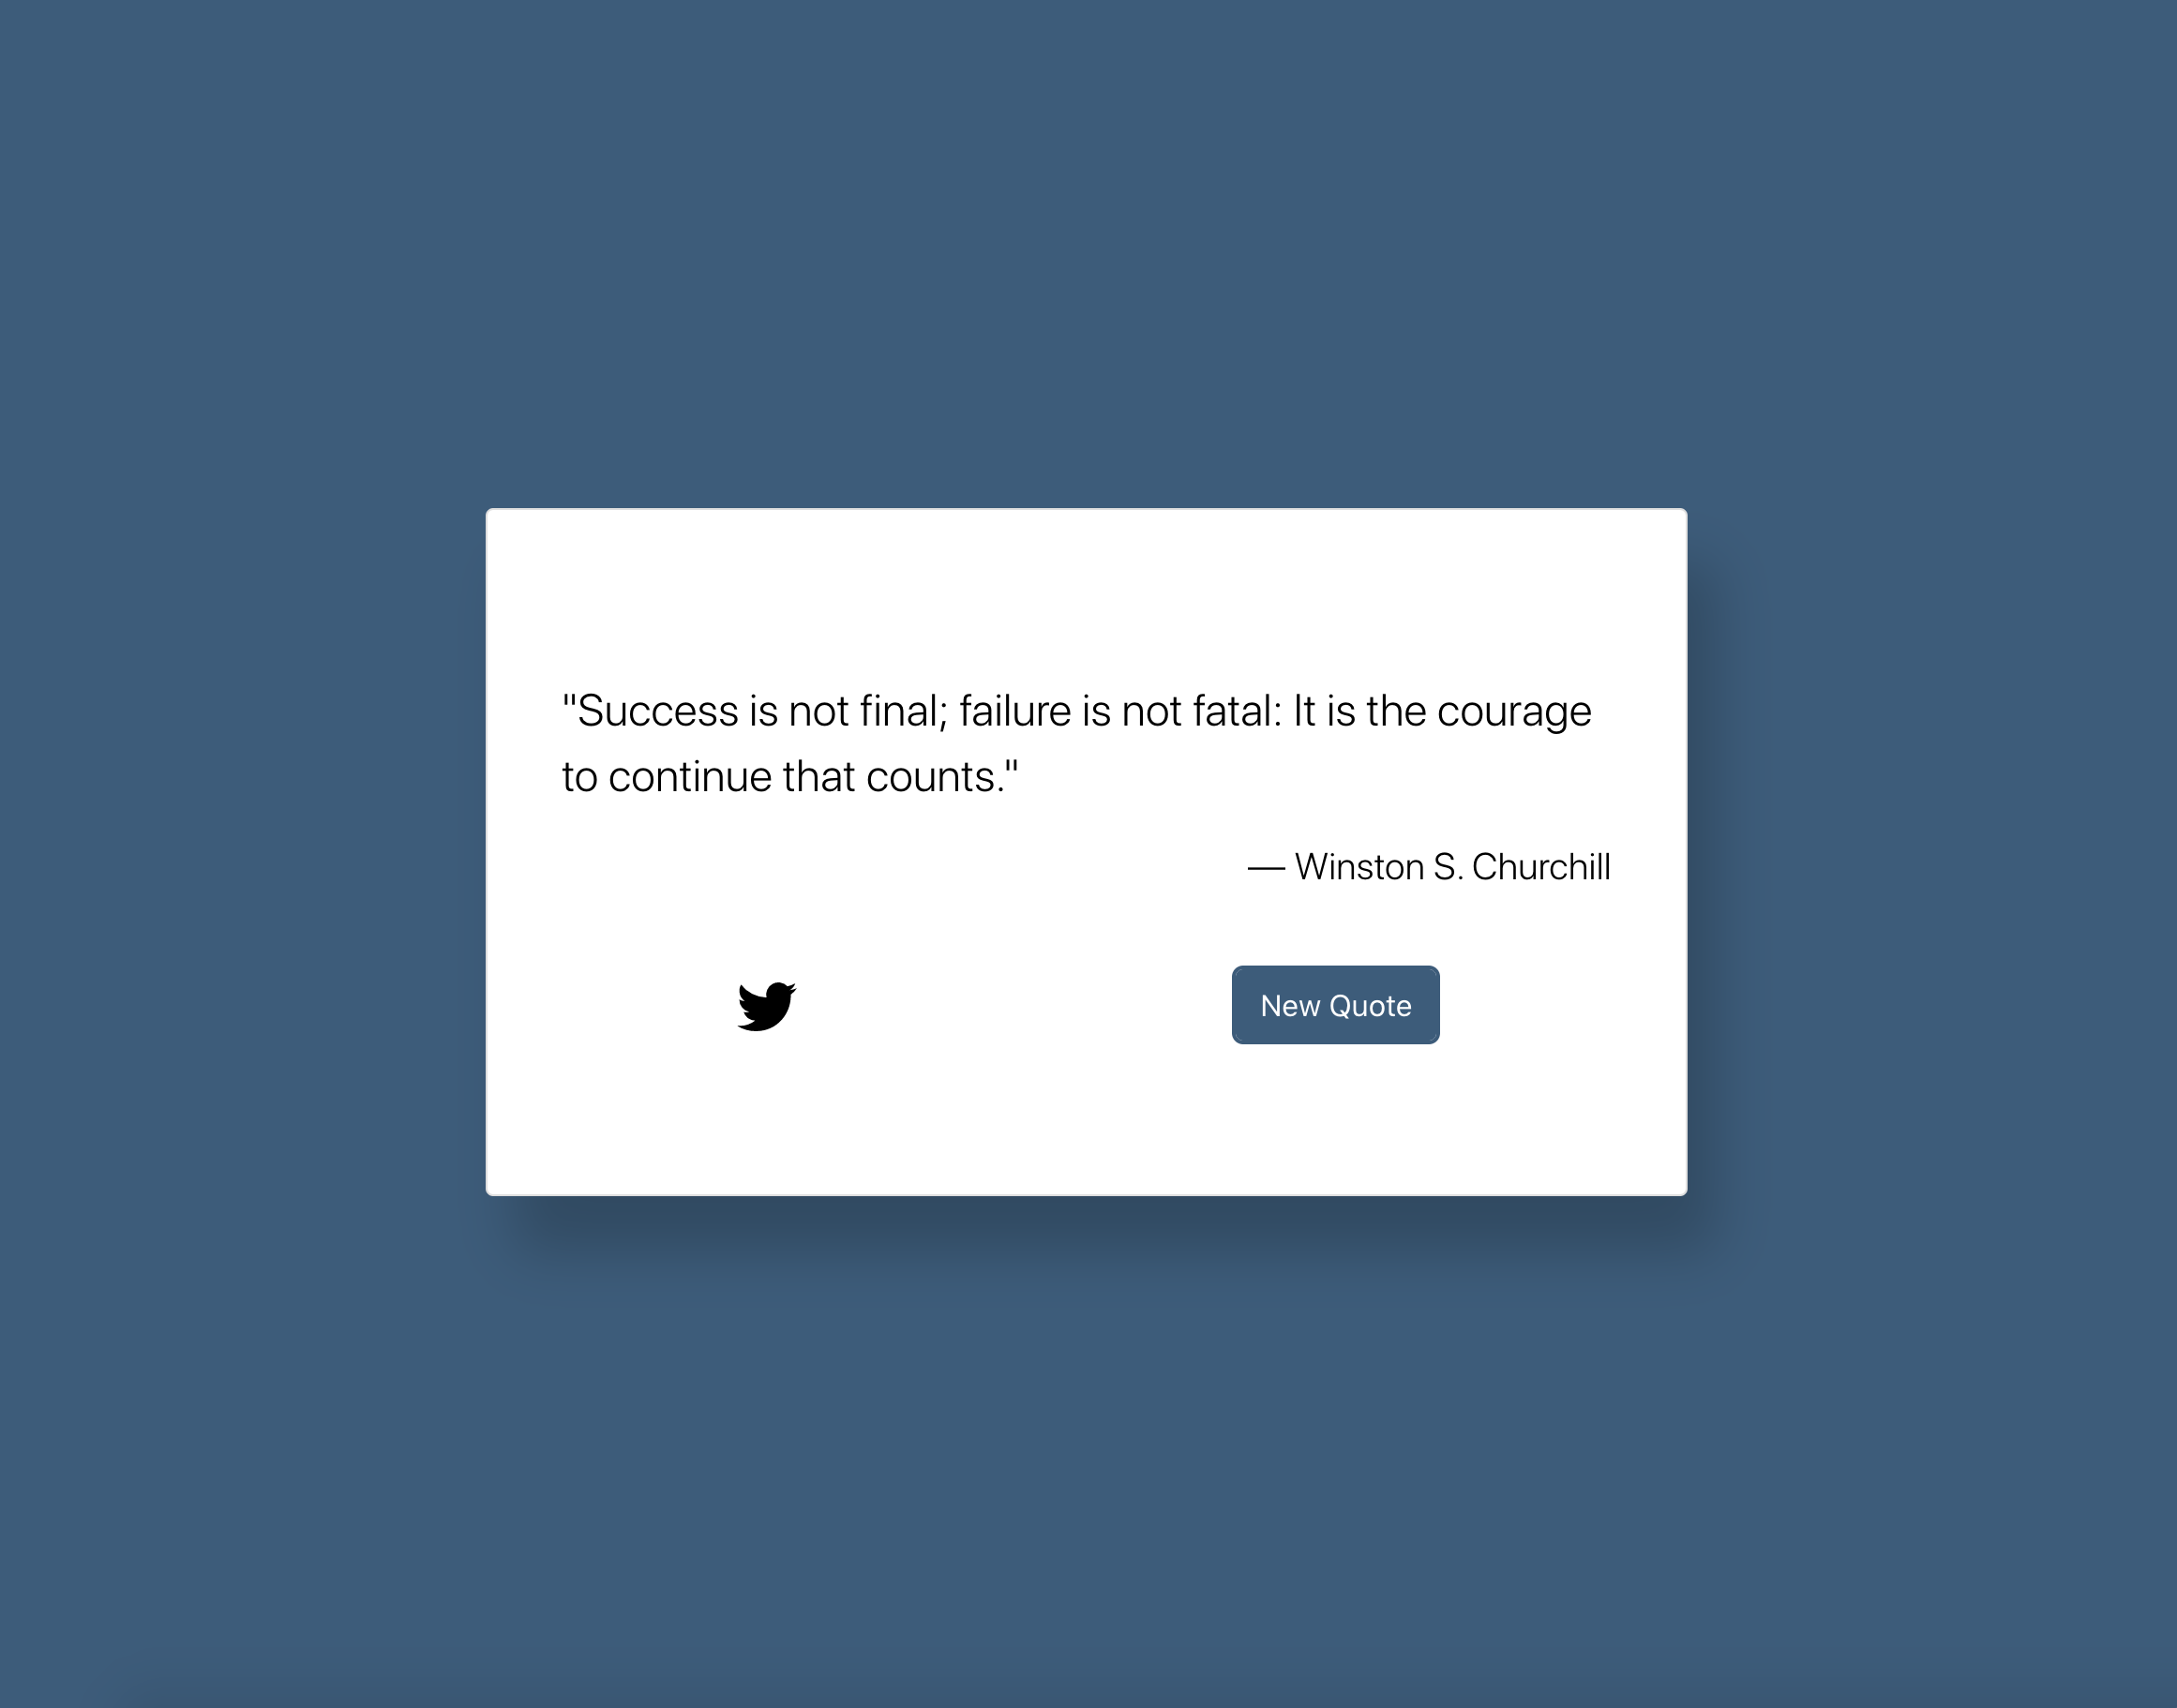 "Success is not final; failure is not fatal: It is the courage
to continue that counts."
— Winston S. Churchill
New Quote